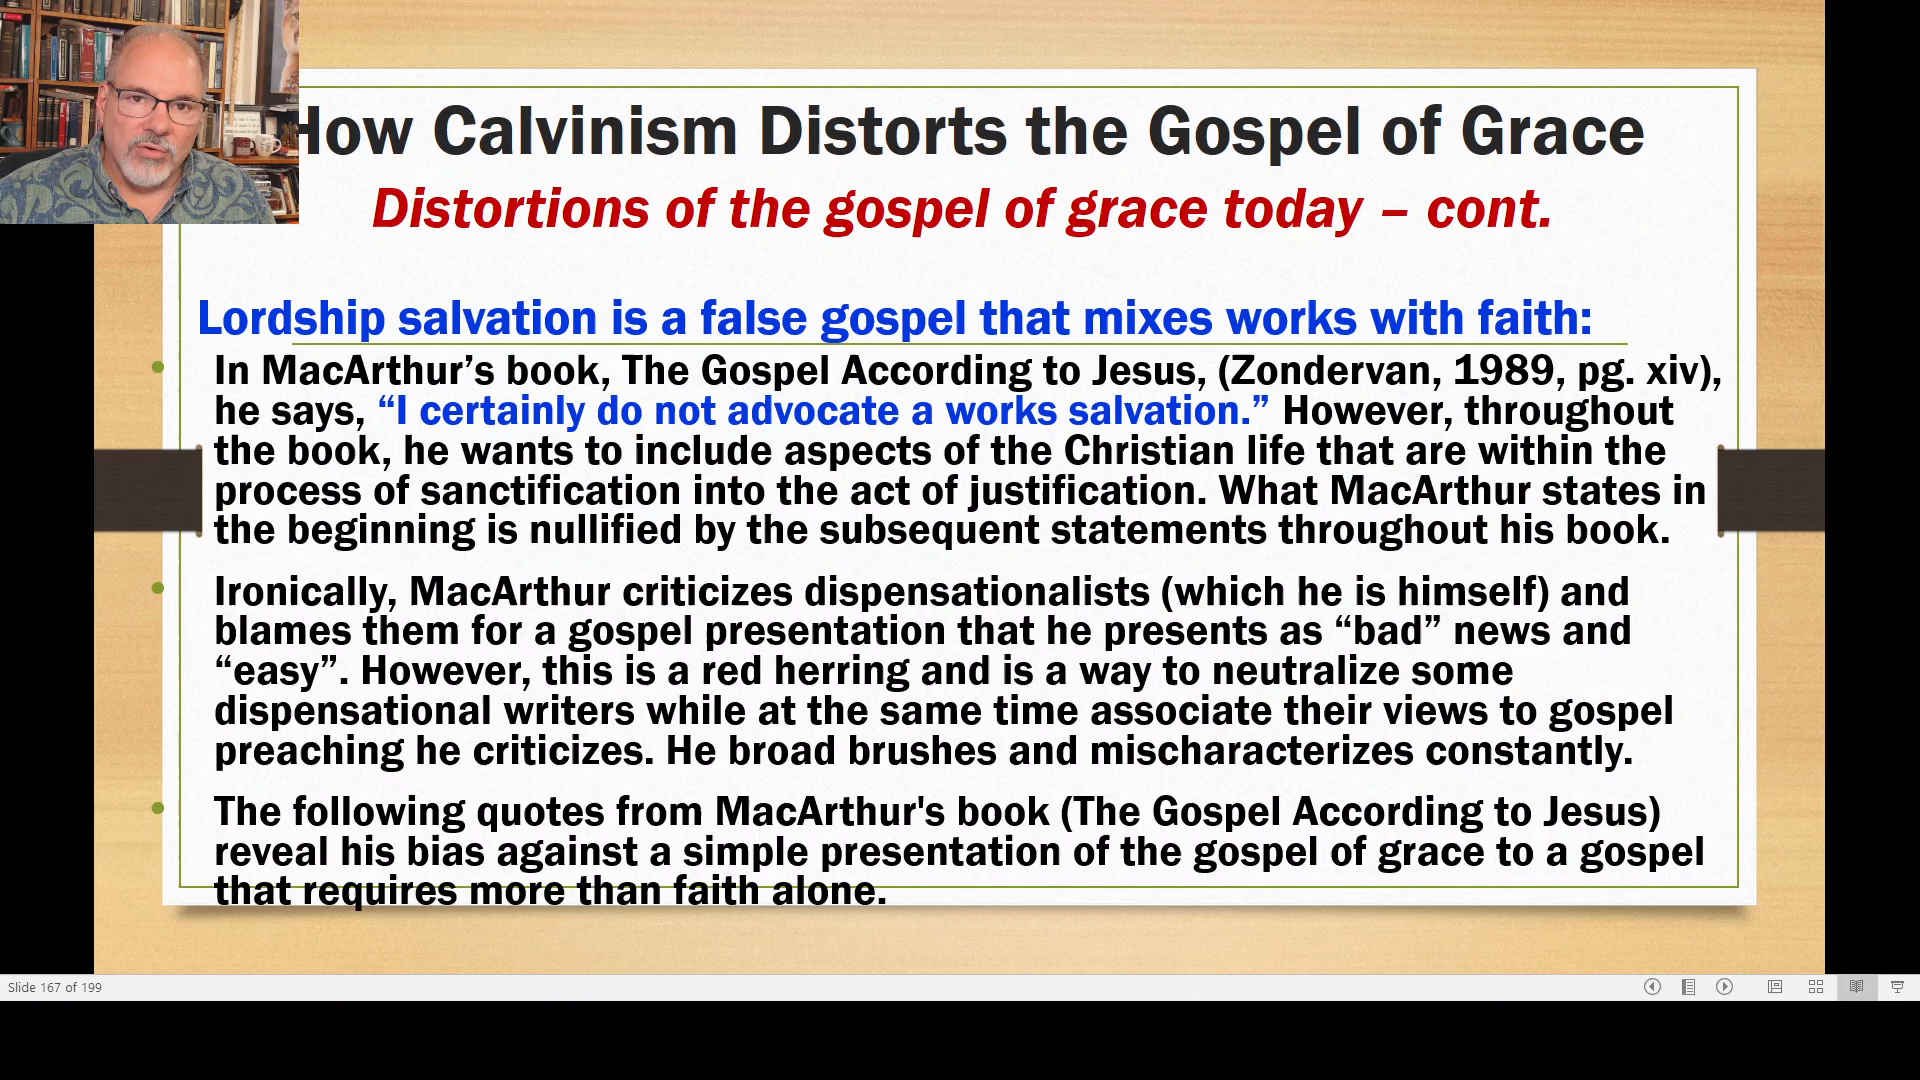 How Calvinism Distorts the Gospel of Grace
Distortions of the gospel of grace today – cont.
Lordship salvation is a false gospel that mixes works with faith:
In MacArthur’s book, The Gospel According to Jesus, (Zondervan, 1989, pg. xiv),
he says, “I certainly do not advocate a works salvation.” However, throughout
the book, he wants to include aspects of the Christian life that are within the
process of sanctification into the act of justification. What MacArthur states in
the beginning is nullified by the subsequent statements throughout his book.
Ironically, MacArthur criticizes dispensationalists (which he is himself) and
blames them for a gospel presentation that he presents as “bad” news and
“easy”. However, this is a red herring and is a way to neutralize some
dispensational writers while at the same time associate their views to gospel
preaching he criticizes. He broad brushes and mischaracterizes constantly.
The following quotes from MacArthur's book (The Gospel According to Jesus)
reveal his bias against a simple presentation of the gospel of grace to a gospel
that requires more than faith alone.
Slide 167 of 199